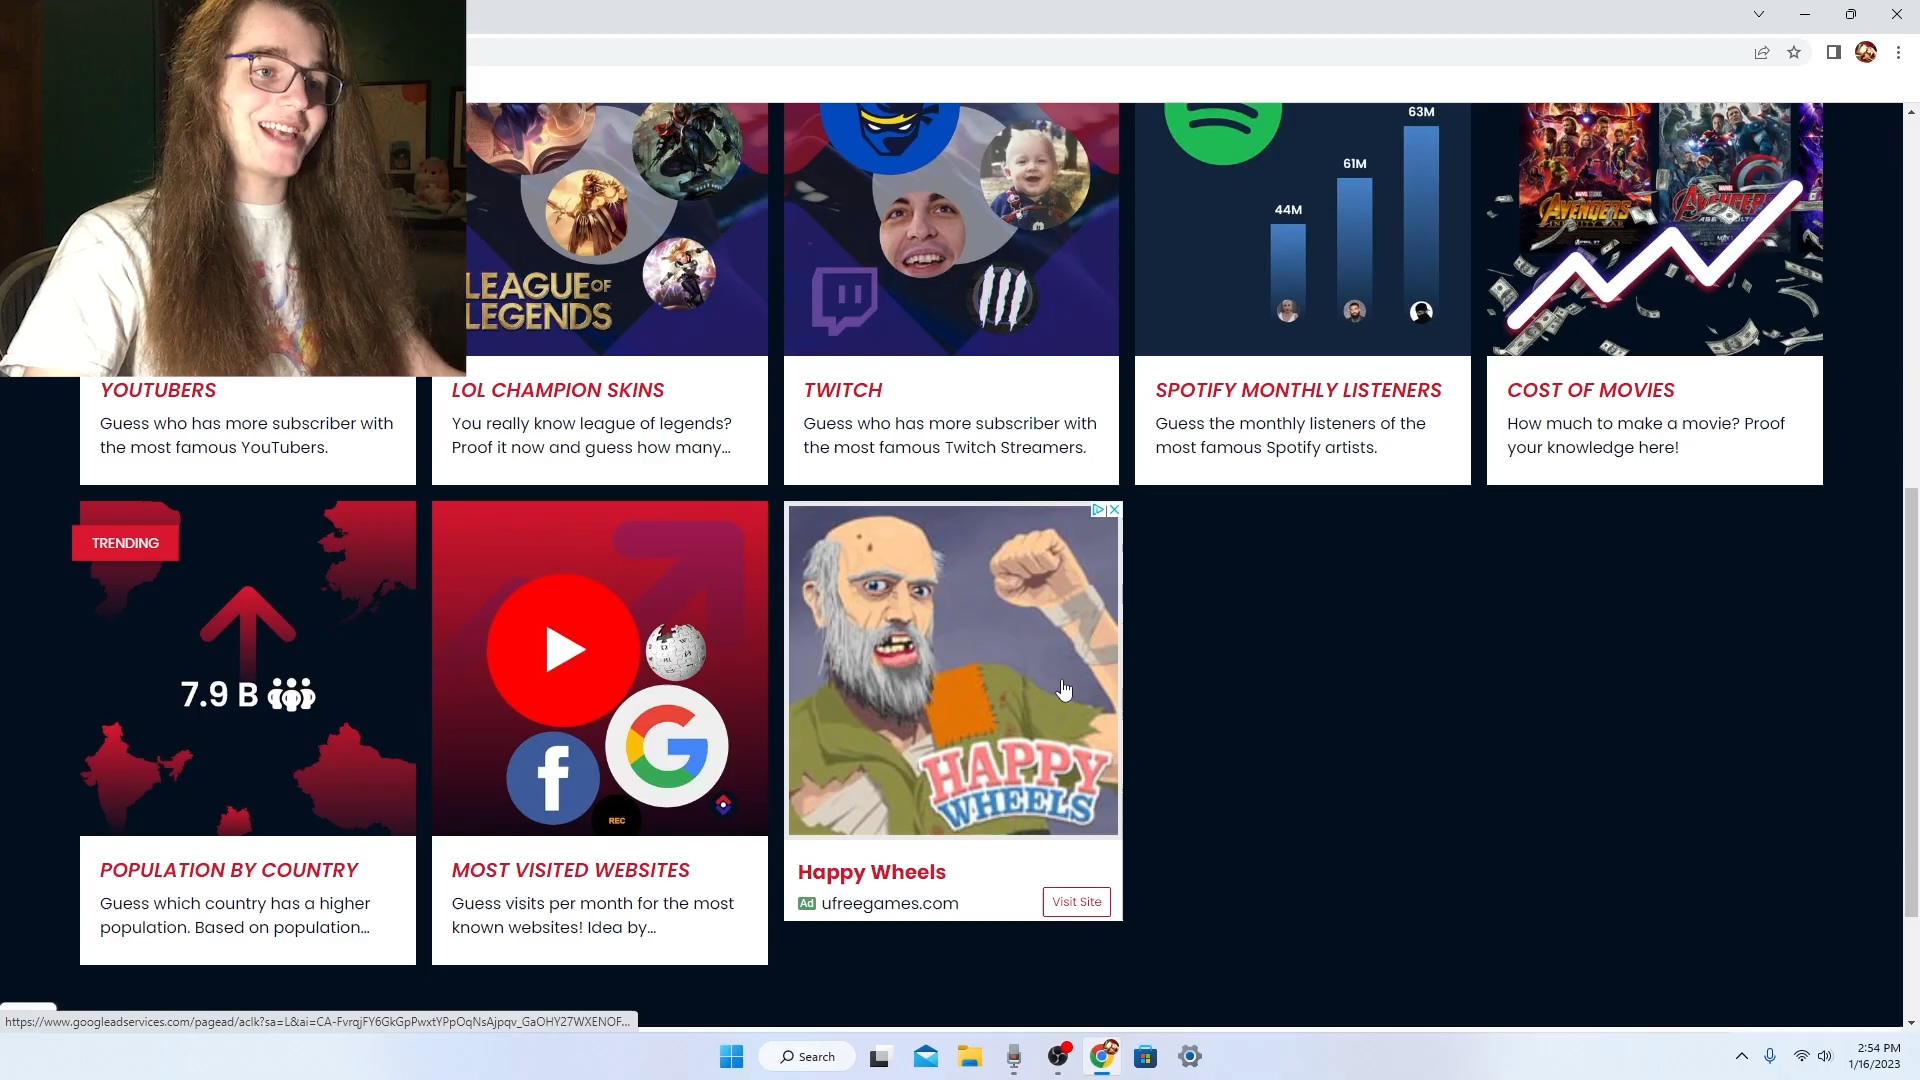 LEAGUE OF
LEGENDS
44M
61M
63M
AVENGERS
INFINITY WAR
MARVEL
AVENGERS
YOUTUBERS
Guess who has more subscriber with
the most famous YouTubers.
LOL CHAMPION SKINS
You really know league of legends?
Proof it now and guess how many...
TWITCH
Guess who has more subscriber with
the most famous Twitch Streamers.
SPOTIFY MONTHLY LISTENERS
Guess the monthly listeners of the
most famous Spotify artists.
COST OF MOVIES
How much to make a movie? Proof
your knowledge here!
TRENDING
7.9 B
f
G
REC
HAPPY
WHEELS
POPULATION BY COUNTRY
Guess which country has a higher
population. Based on population...
MOST VISITED WEBSITES
Guess visits per month for the most
known websites! Idea by...
Happy Wheels
Ad ufreegames.com
Visit Site
https://www.googleadservices.com/pagead/aclk?sa=L&ai=CA-FvrqjFY6GkGpPwxtYPpOqNsAjpqv_GaOHY27WXENOF...
Search
2:54 PM
1/16/2023